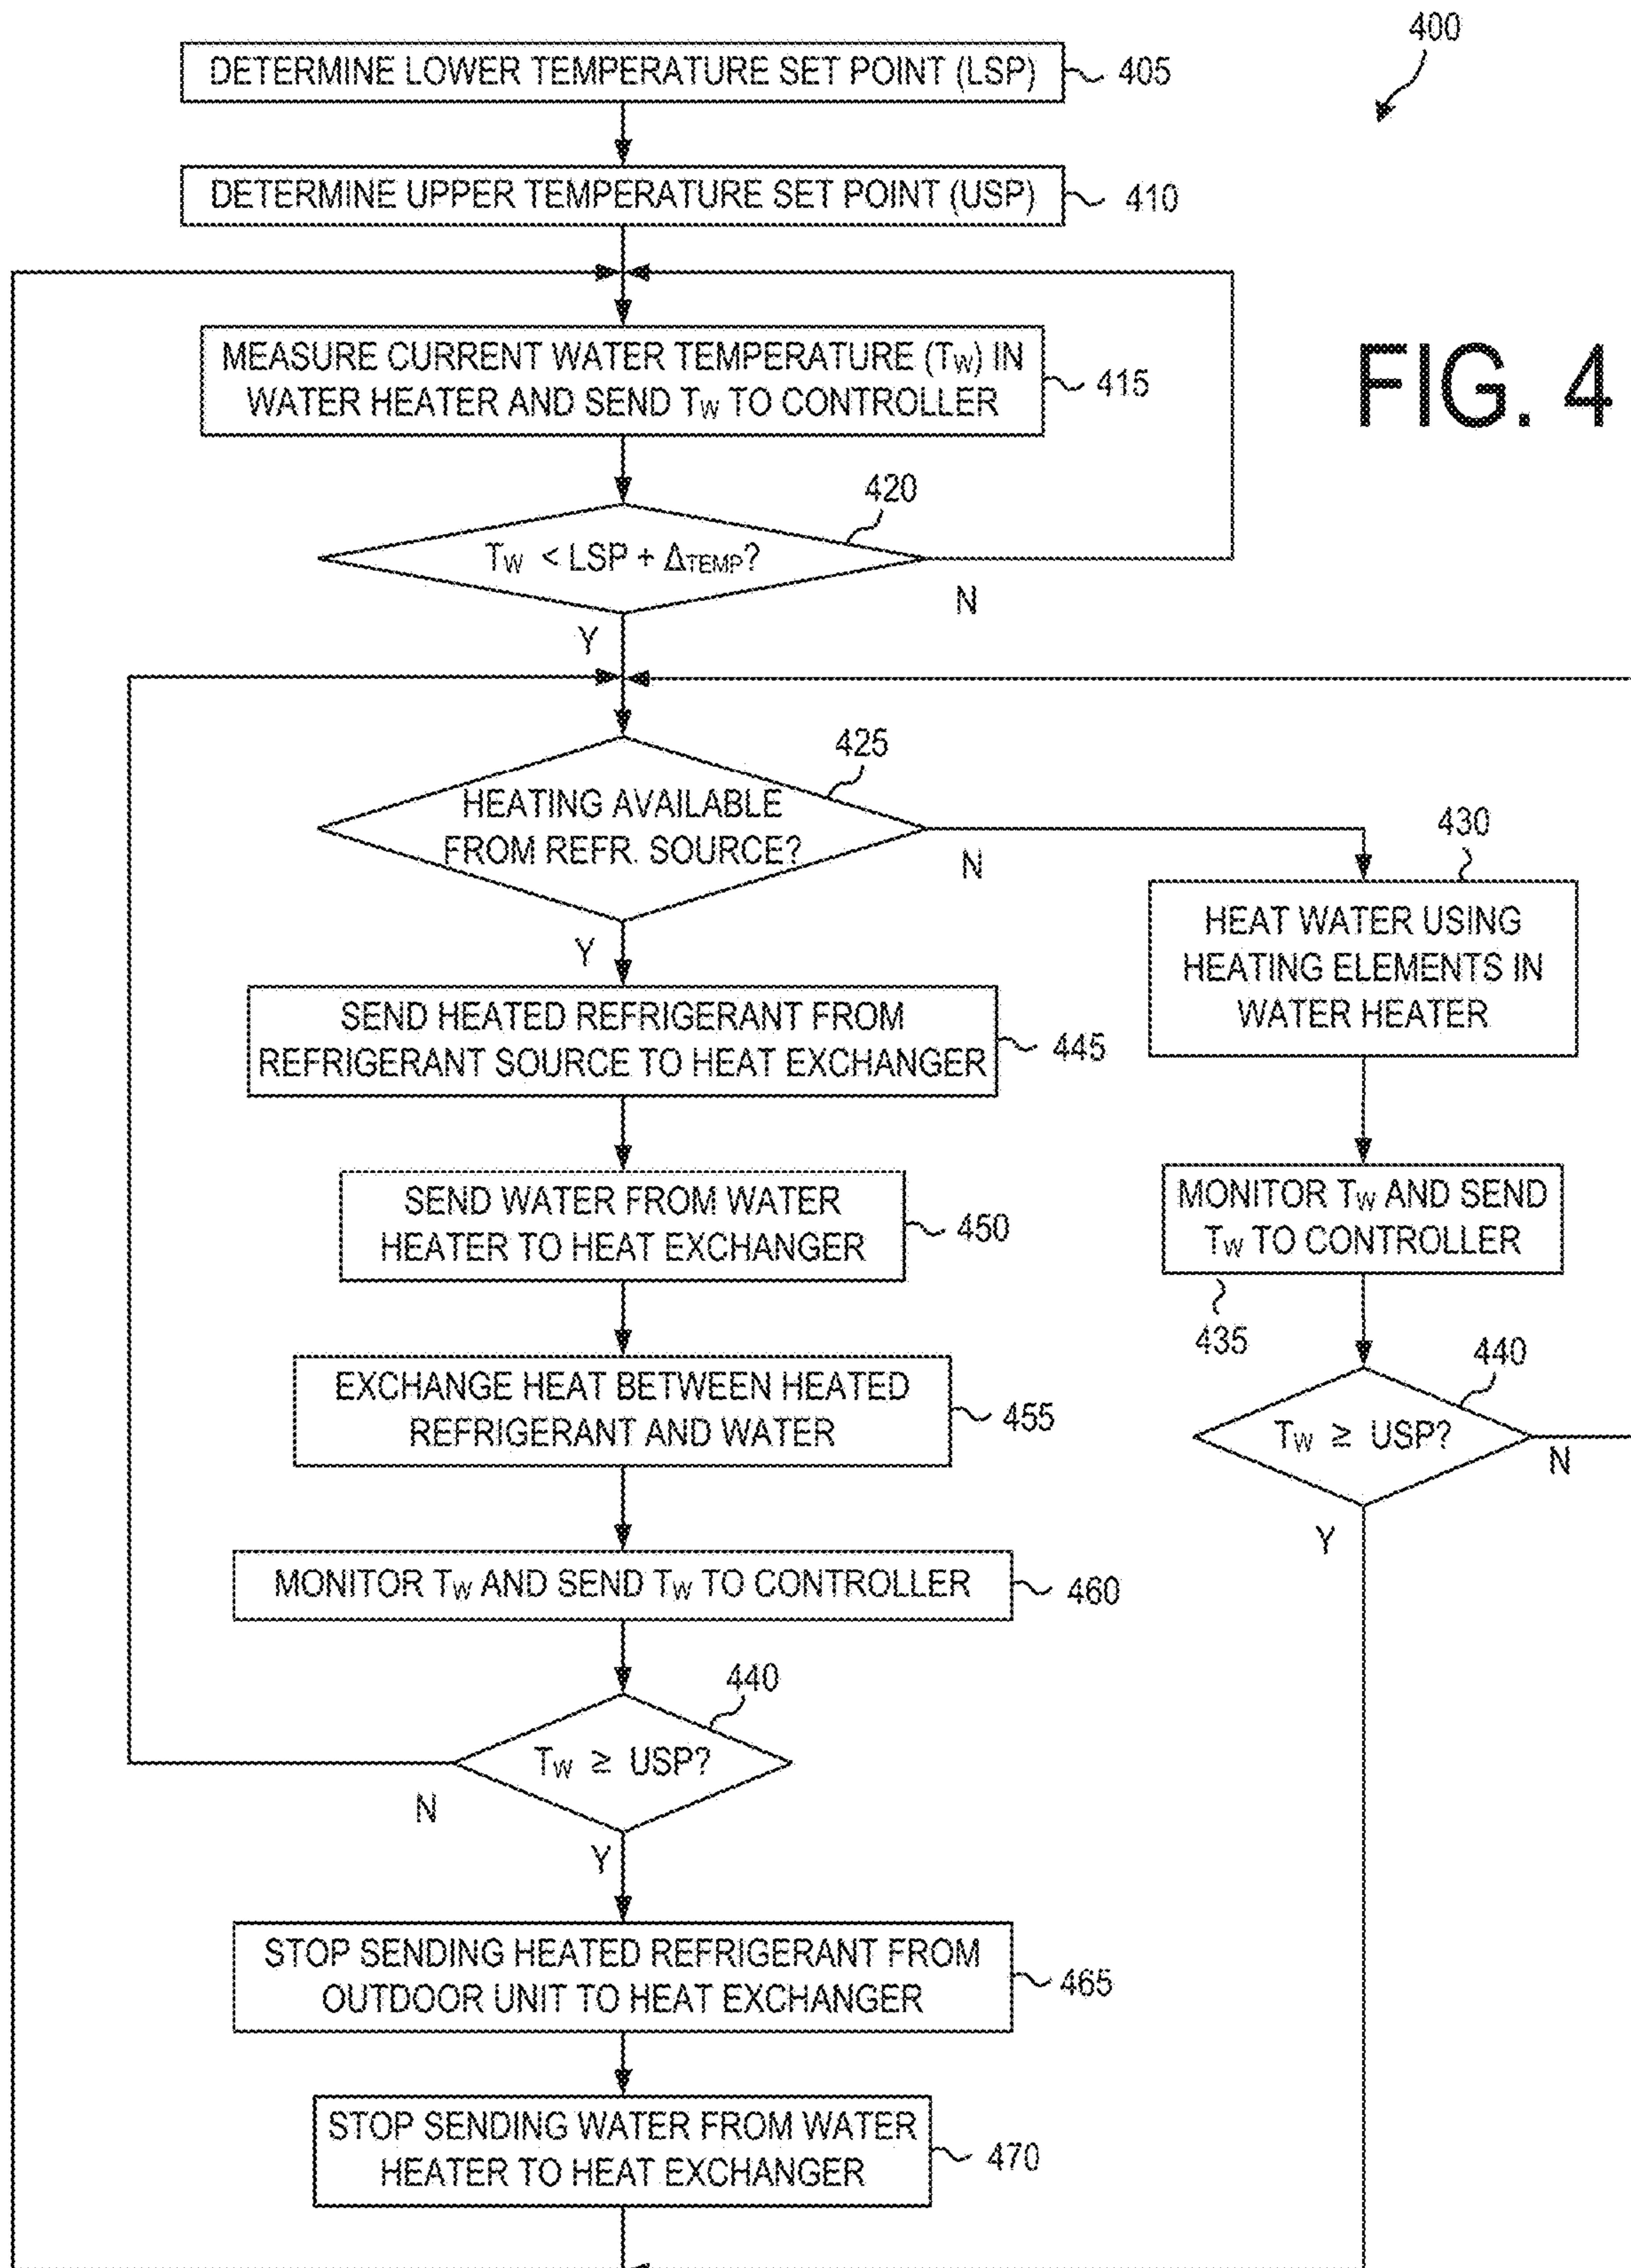 400
DETERMINE LOWER TEMPERATURE SET POINT (LSP)
405
DETERMINE UPPER TEMPERATURE SET POINT (USP)
410
FIG. 4
MEASURE CURRENT WATER TEMPERATURE (TW) IN
WATER HEATER AND SEND TW TO CONTROLLER
415
420
TW < LSP + ΔTEMP?
N
Y
425
HEATING AVAILABLE
FROM REFR. SOURCE?
N
Y
430
HEAT WATER USING
HEATING ELEMENTS IN
WATER HEATER
SEND HEATED REFRIGERANT FROM
REFRIGERANT SOURCE TO HEAT EXCHANGER
445
SEND WATER FROM WATER
HEATER TO HEAT EXCHANGER
450
MONITOR TW AND SEND
TW TO CONTROLLER
435
440
TW ≥ USP?
N
Y
EXCHANGE HEAT BETWEEN HEATED
REFRIGERANT AND WATER
455
MONITOR TW AND SEND TW TO CONTROLLER
460
440
TW ≥ USP?
N
Y
STOP SENDING HEATED REFRIGERANT FROM
OUTDOOR UNIT TO HEAT EXCHANGER
465
STOP SENDING WATER FROM WATER
HEATER TO HEAT EXCHANGER
470